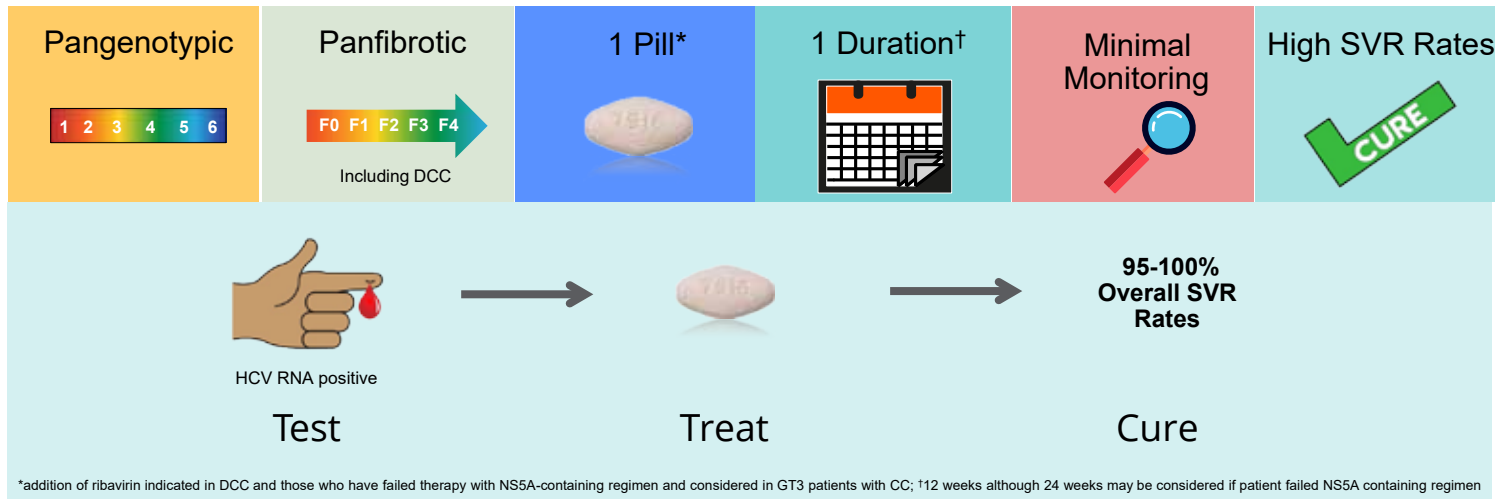 Pangenotypic
1 2 3 4 5 6
Panfibrotic
F0 F1 F2 F3 F4
Including DCC
1 Pill*
7916
1 Duration†
Minimal
Monitoring
High SVR Rates
CURE
HCV RNA positive
Test
7916
Treat
95-100%
Overall SVR
Rates
Cure
*addition of ribavirin indicated in DCC and those who have failed therapy with NS5A-containing regimen and considered in GT3 patients with CC; †12 weeks although 24 weeks may be considered if patient failed NS5A containing regimen